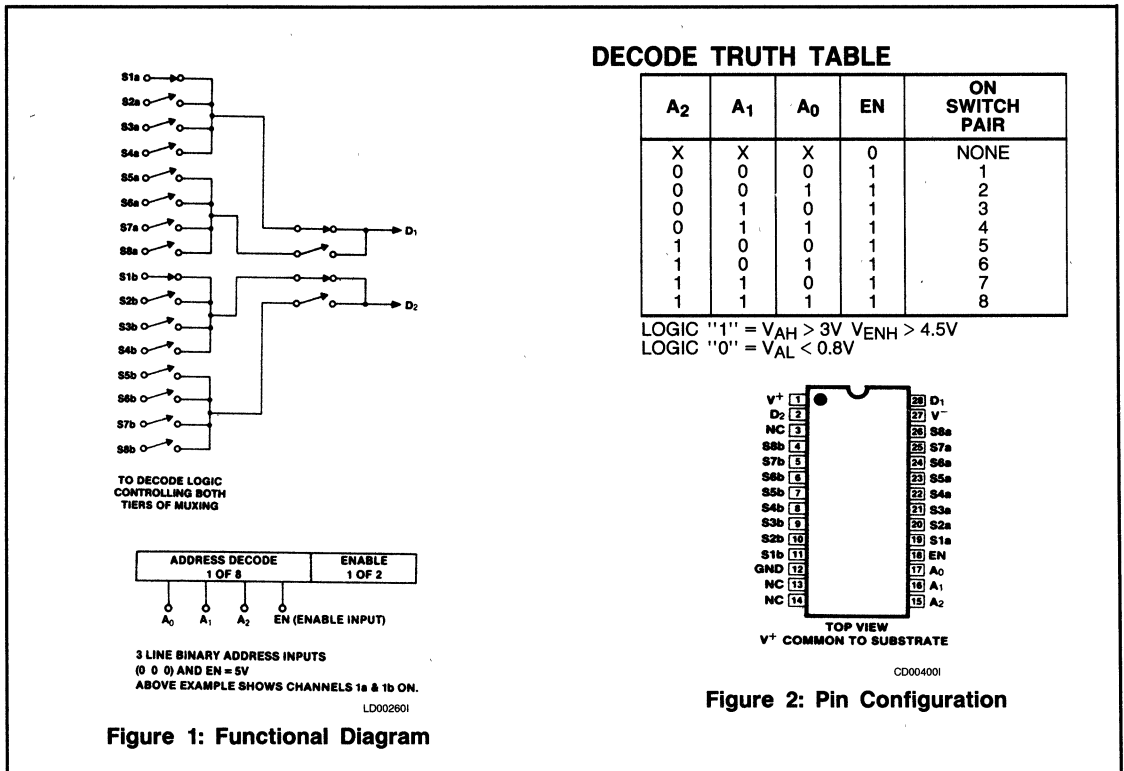 S1a
S2a
S3a
S4a
S5a
S6a
S7a
S8a
D1
S1b
S2b
D2
S3b
S4b
S5b
S6b
S7b
S8b
TO DECODE LOGIC
CONTROLLING BOTH
TIERS OF MUXING
ADDRESS DECODE
1 OF 8
ENABLE
1 OF 2
A0 A1 A2 EN (ENABLE INPUT)
3 LINE BINARY ADDRESS INPUTS
(0 0 0) AND EN = 5V
ABOVE EXAMPLE SHOWS CHANNELS 1a & 1b ON.
LD00260I
Figure 1: Functional Diagram
DECODE TRUTH TABLE
A2 A1 A0 EN ON SWITCH PAIR
X X X 0 NONE
0 0 0 1 1
0 0 1 1 2
0 1 0 1 3
0 1 1 1 4
1 0 0 1 5
1 0 1 1 6
1 1 0 1 7
1 1 1 1 8
LOGIC "1" = VAH > 3V VENH > 4.5V
LOGIC "0" = VAL < 0.8V
V+ 1 28 D1
D2 2 27 V−
NC 3 26 S8a
S8b 4 25 S7a
S7b 5 24 S6a
S6b 6 23 S5a
S5b 7 22 S4a
S4b 8 21 S3a
S3b 9 20 S2a
S2b 10 19 S1a
S1b 11 18 EN
GND 12 17 A0
NC 13 16 A1
NC 14 15 A2
TOP VIEW
V+ COMMON TO SUBSTRATE
CD00400I
Figure 2: Pin Configuration